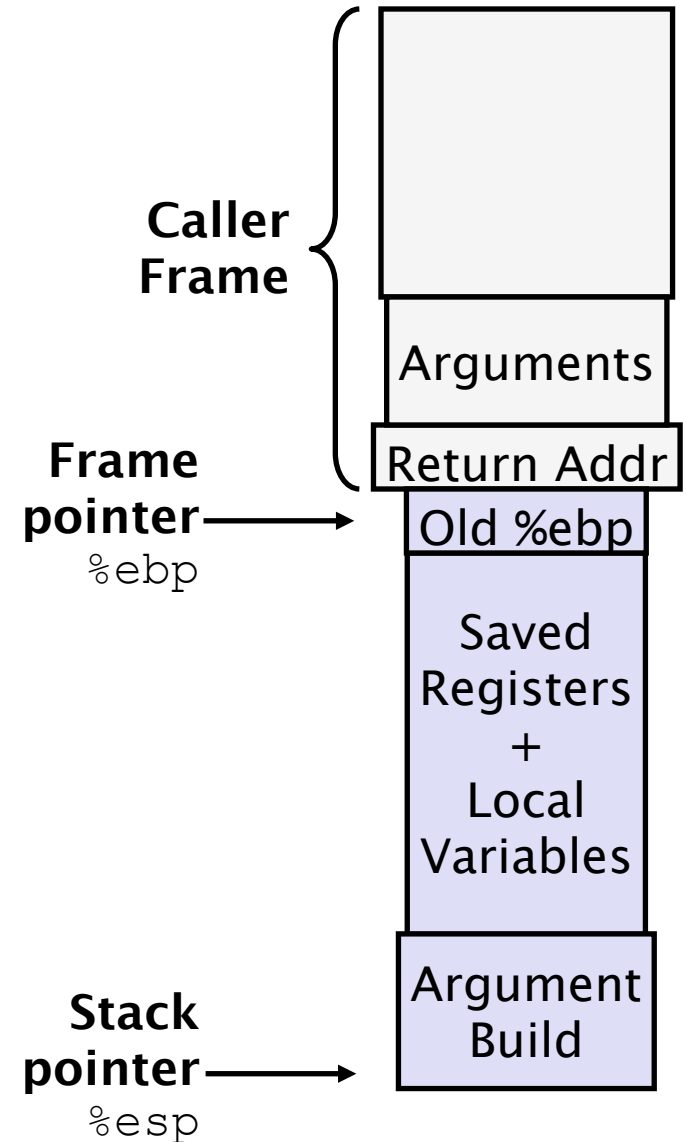 Caller
Frame
Arguments
Return Addr
Frame
pointer
%ebp
Old %ebp
Saved
Registers
+
Local
Variables
Argument
Build
Stack
pointer
%esp